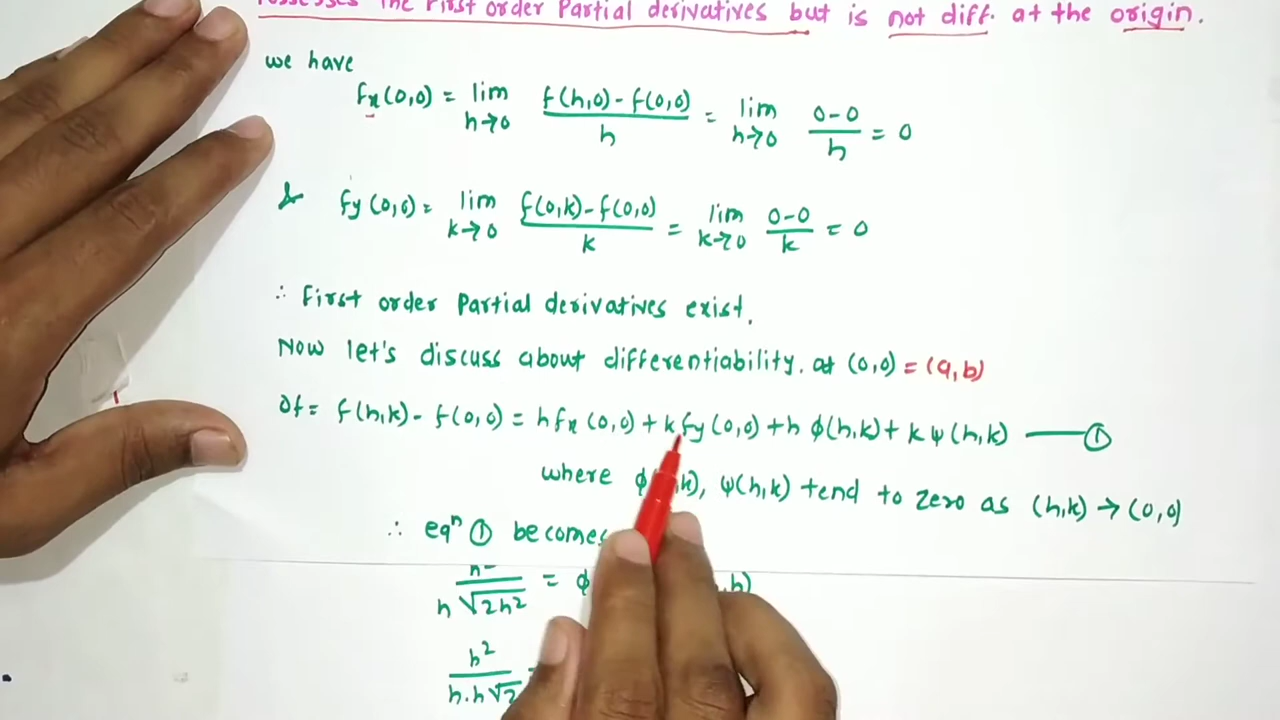 Possesses the First order Partial derivatives but is not diff. at the origin.
we have
fx(0,0) = lim h→0 f(h,0) - f(0,0) / h = lim h→0 0-0 / h = 0
& fy(0,0) = lim k→0 f(0,k) - f(0,0) / k = lim k→0 0-0 / k = 0
∴ First order Partial derivatives exist.
Now let's discuss about differentiability. at (0,0) = (a,b)
Df = f(h,k) - f(0,0) = h fx (0,0) + k fy (0,0) + h φ(h,k) + k ψ(h,k) — ①
where φ( k), ψ(h,k) tend to zero as (h,k) → (0,0)
∴ eqn ① becomes
h √2h2 = φ
h2 / h.h√2